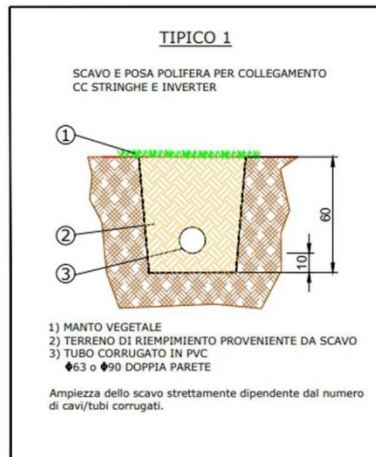 TIPICO 1
SCAVO E POSA POLIFERA PER COLLEGAMENTO
CC STRINGHE E INVERTER
1
2
3
60
10
1) MANTO VEGETALE
2) TERRENO DI RIEMPIMENTO PROVENIENTE DA SCAVO
3) TUBO CORRUGATO IN PVC
Φ63 o Φ90 DOPPIA PARETE
Ampiezza dello scavo strettamente dipendente dal numero
di cavi/tubi corrugati.